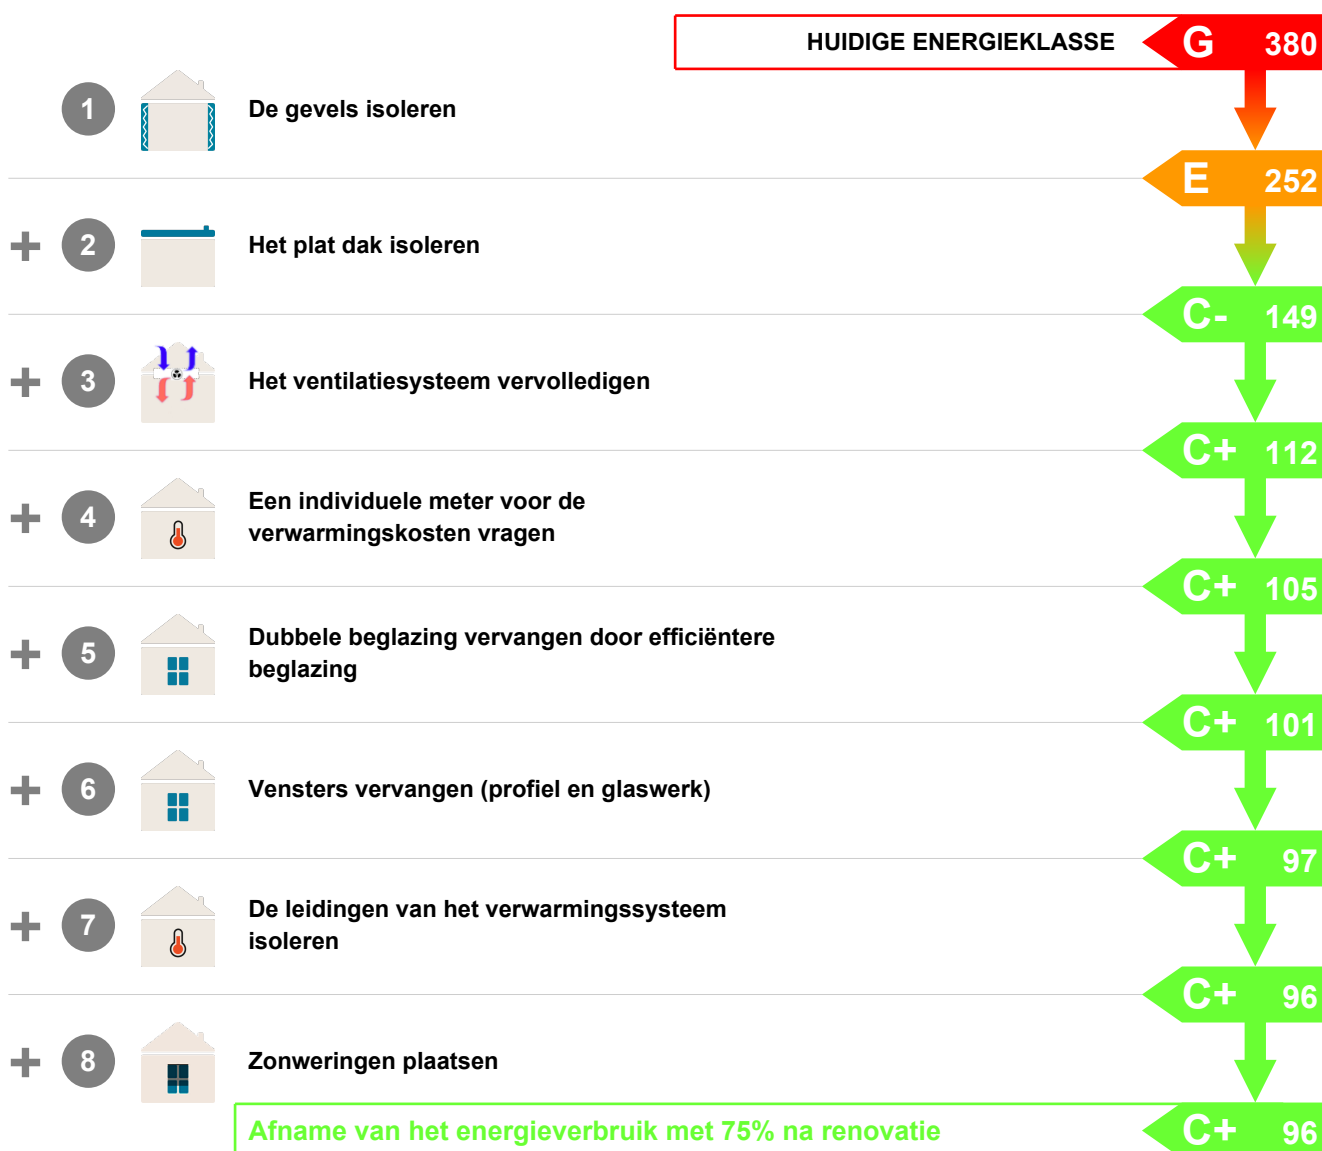 HUIDIGE ENERGIEKLASSE G 380
1 De gevels isoleren
E 252
+ 2 Het plat dak isoleren
C- 149
+ 3 Het ventilatiesysteem vervolledigen
C+ 112
+ 4 Een individuele meter voor de
verwarmingskosten vragen
C+ 105
+ 5 Dubbele beglazing vervangen door efficiëntere
beglazing
C+ 101
+ 6 Vensters vervangen (profiel en glaswerk)
C+ 97
+ 7 De leidingen van het verwarmingssysteem
isoleren
C+ 96
+ 8 Zonweringen plaatsen
Afname van het energieverbruik met 75% na renovatie C+ 96